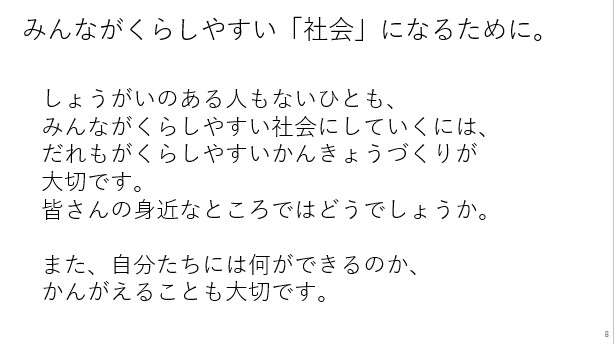 みんながくらしやすい「社会」になるために。
しょうがいのある人もないひとも、
みんながくらしやすい社会にしていくには、
だれもがくらしやすいかんきょうづくりが
大切です。
皆さんの身近なところではどうでしょうか。
また、自分たちには何ができるのか、
かんがえることも大切です。
8